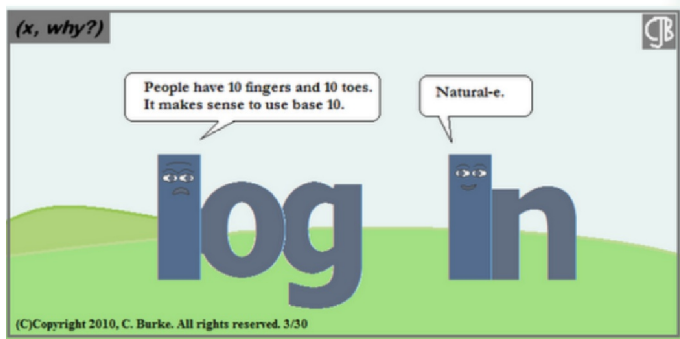 (x, why?)
CJB
People have 10 fingers and 10 toes.
It makes sense to use base 10.
Natural-e.
log
ln
(C)Copyright 2010, C. Burke. All rights reserved. 3/30